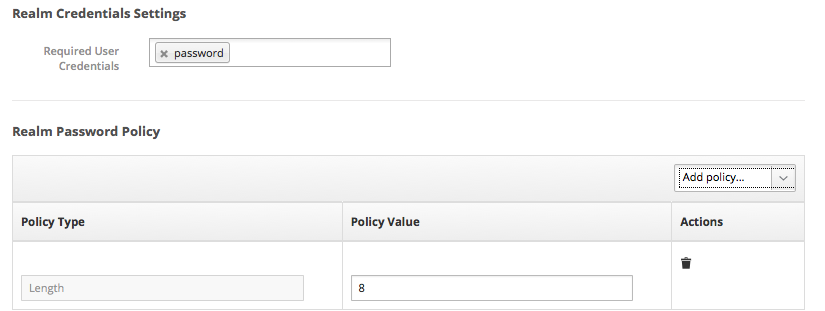 Realm Credentials Settings
Required User
Credentials
password
Realm Password Policy
Add policy...
Policy Type Policy Value Actions
Length 8